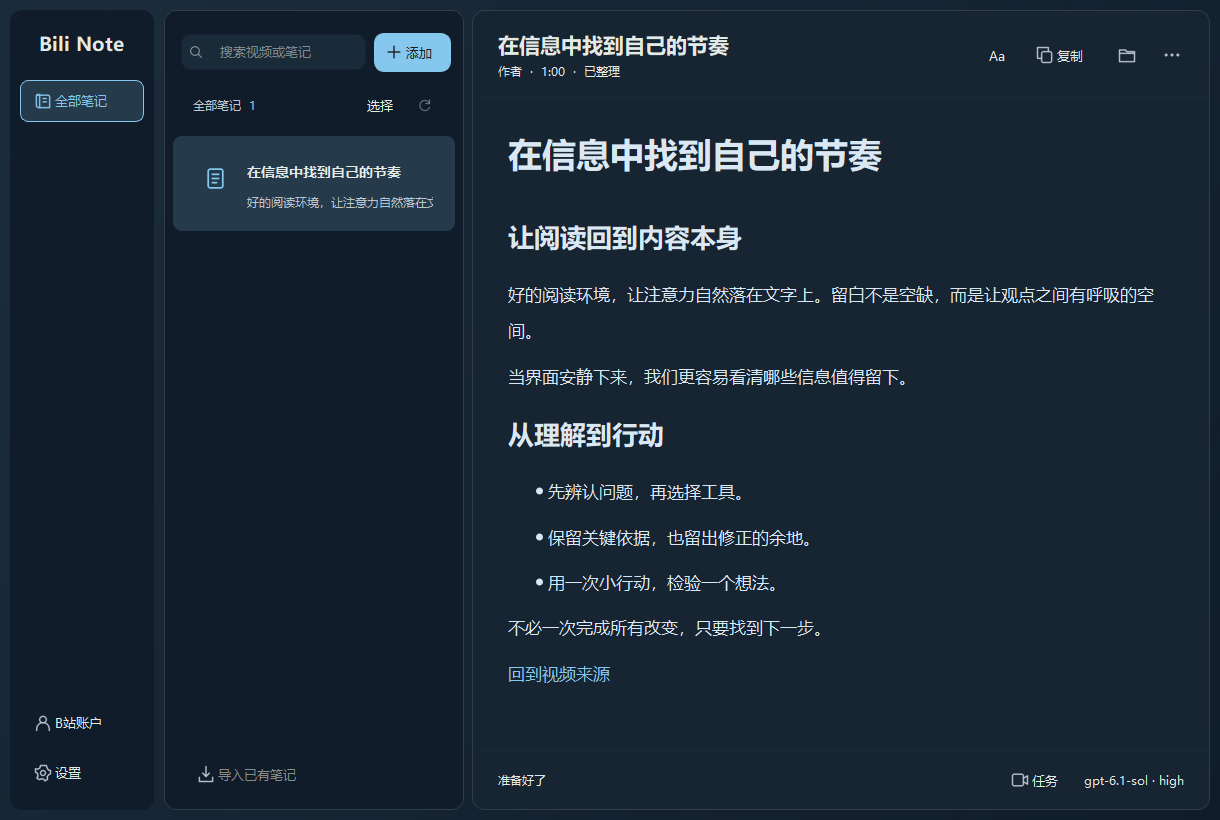 Bili Note
全部笔记
B站账户
设置
搜索视频或笔记
添加
全部笔记 1
选择
在信息中找到自己的节奏
好的阅读环境，让注意力自然落在文
导入已有笔记
在信息中找到自己的节奏
作者 · 1:00 · 已整理
Aa
复制
在信息中找到自己的节奏
让阅读回到内容本身
好的阅读环境，让注意力自然落在文字上。留白不是空缺，而是让观点之间有呼吸的空
间。
当界面安静下来，我们更容易看清哪些信息值得留下。
从理解到行动
• 先辨认问题，再选择工具。
• 保留关键依据，也留出修正的余地。
• 用一次小行动，检验一个想法。
不必一次完成所有改变，只要找到下一步。
回到视频来源
准备好了
任务
gpt-6.1-sol · high